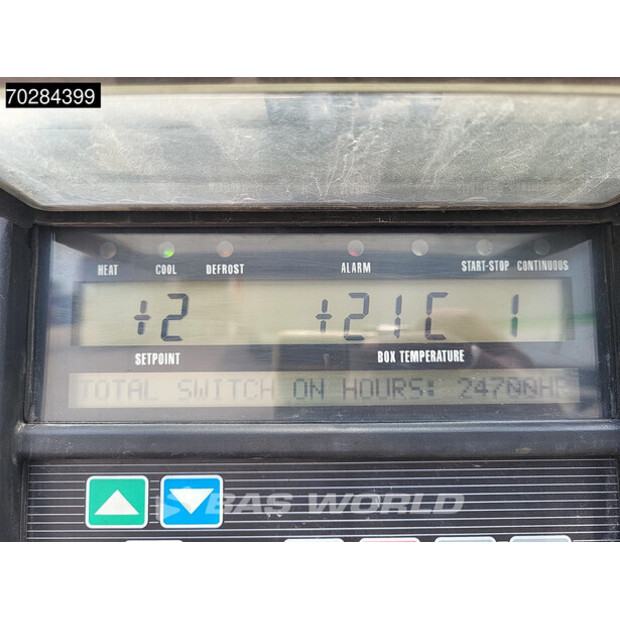 70284399
HEAT COOL DEFROST ALARM START-STOP CONTINUOUS
+2 +21C 1
SETPOINT BOX TEMPERATURE
TOTAL SWITCH ON HOURS:
BAS WORLD